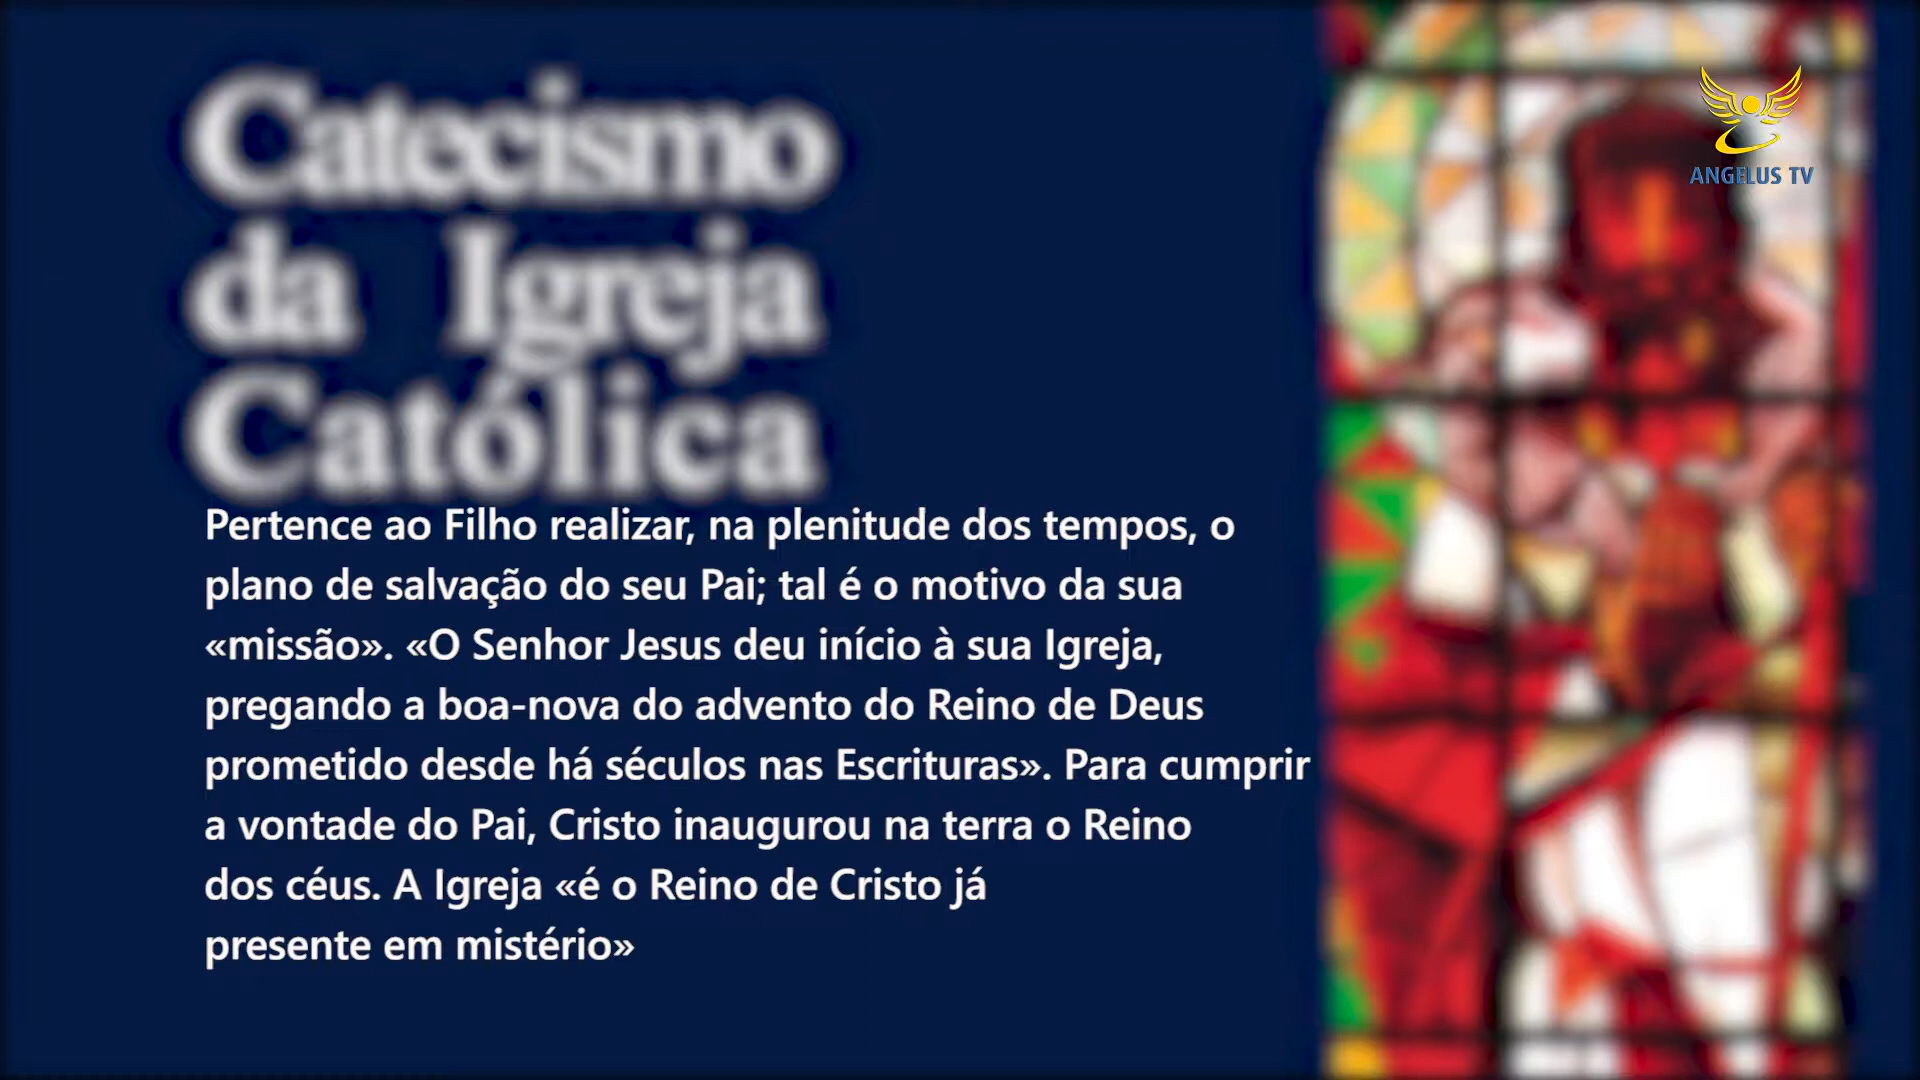 Catecismo
da Igreja
Católica
ANGELUS TV
Pertence ao Filho realizar, na plenitude dos tempos, o
plano de salvação do seu Pai; tal é o motivo da sua
«missão». «O Senhor Jesus deu início à sua Igreja,
pregando a boa-nova do advento do Reino de Deus
prometido desde há séculos nas Escrituras». Para cumprir
a vontade do Pai, Cristo inaugurou na terra o Reino
dos céus. A Igreja «é o Reino de Cristo já
presente em mistério»